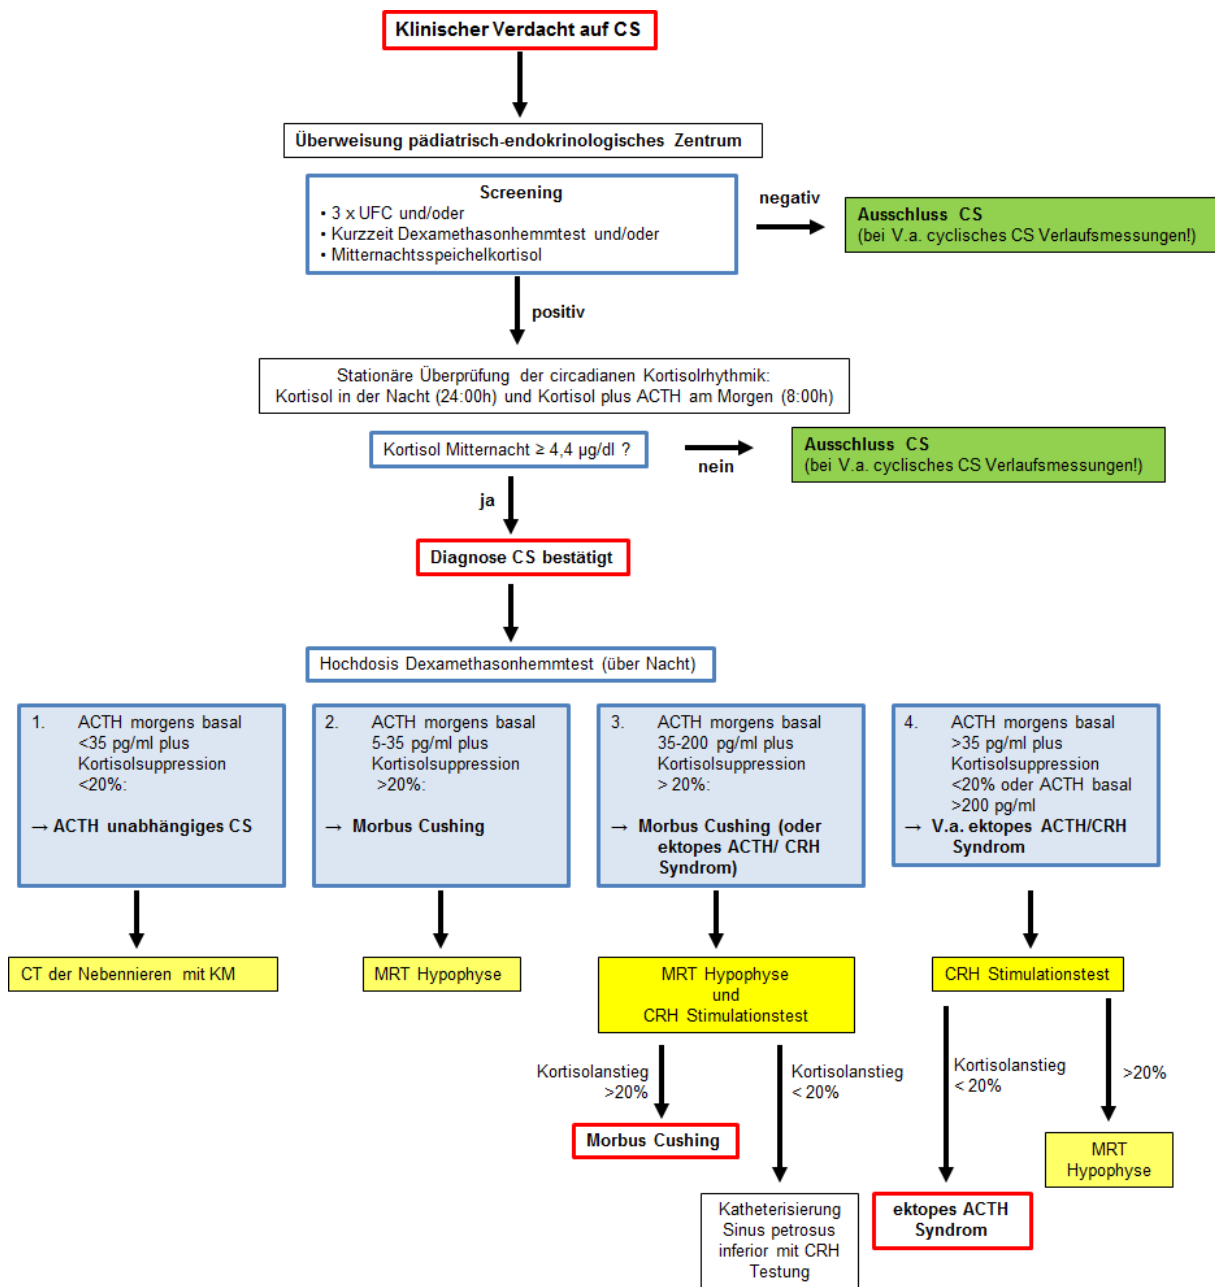 Klinischer Verdacht auf CS
Überweisung pädiatrisch-endokrinologisches Zentrum
Screening
• 3 x UFC und/oder
• Kurzzeit Dexamethasonhemmtest und/oder
• Mitternachtsspeichelkortisol
negativ
Ausschluss CS
(bei V.a. cyclisches CS Verlaufsmessungen!)
positiv
Stationäre Überprüfung der circadianen Kortisolrhythmik:
Kortisol in der Nacht (24:00h) und Kortisol plus ACTH am Morgen (8:00h)
Kortisol Mitternacht ≥ 4,4 µg/dl ?
nein
Ausschluss CS
(bei V.a. cyclisches CS Verlaufsmessungen!)
ja
Diagnose CS bestätigt
Hochdosis Dexamethasonhemmtest (über Nacht)
1. ACTH morgens basal
<35 pg/ml plus
Kortisolsuppression
<20%:
→ ACTH unabhängiges CS
2. ACTH morgens basal
5-35 pg/ml plus
Kortisolsuppression
>20%:
→ Morbus Cushing
3. ACTH morgens basal
35-200 pg/ml plus
Kortisolsuppression
> 20%:
→ Morbus Cushing (oder
ektopes ACTH/ CRH
Syndrom)
4. ACTH morgens basal
>35 pg/ml plus
Kortisolsuppression
<20% oder ACTH basal
>200 pg/ml
→ V.a. ektopes ACTH/CRH
Syndrom
CT der Nebennieren mit KM
MRT Hypophyse
MRT Hypophyse
und
CRH Stimulationstest
CRH Stimulationstest
Kortisolanstieg
>20%
Kortisolanstieg
< 20%
Kortisolanstieg
< 20%
>20%
Morbus Cushing
MRT
Hypophyse
Katheterisierung
Sinus petrosus
inferior mit CRH
Testung
ektopes ACTH
Syndrom